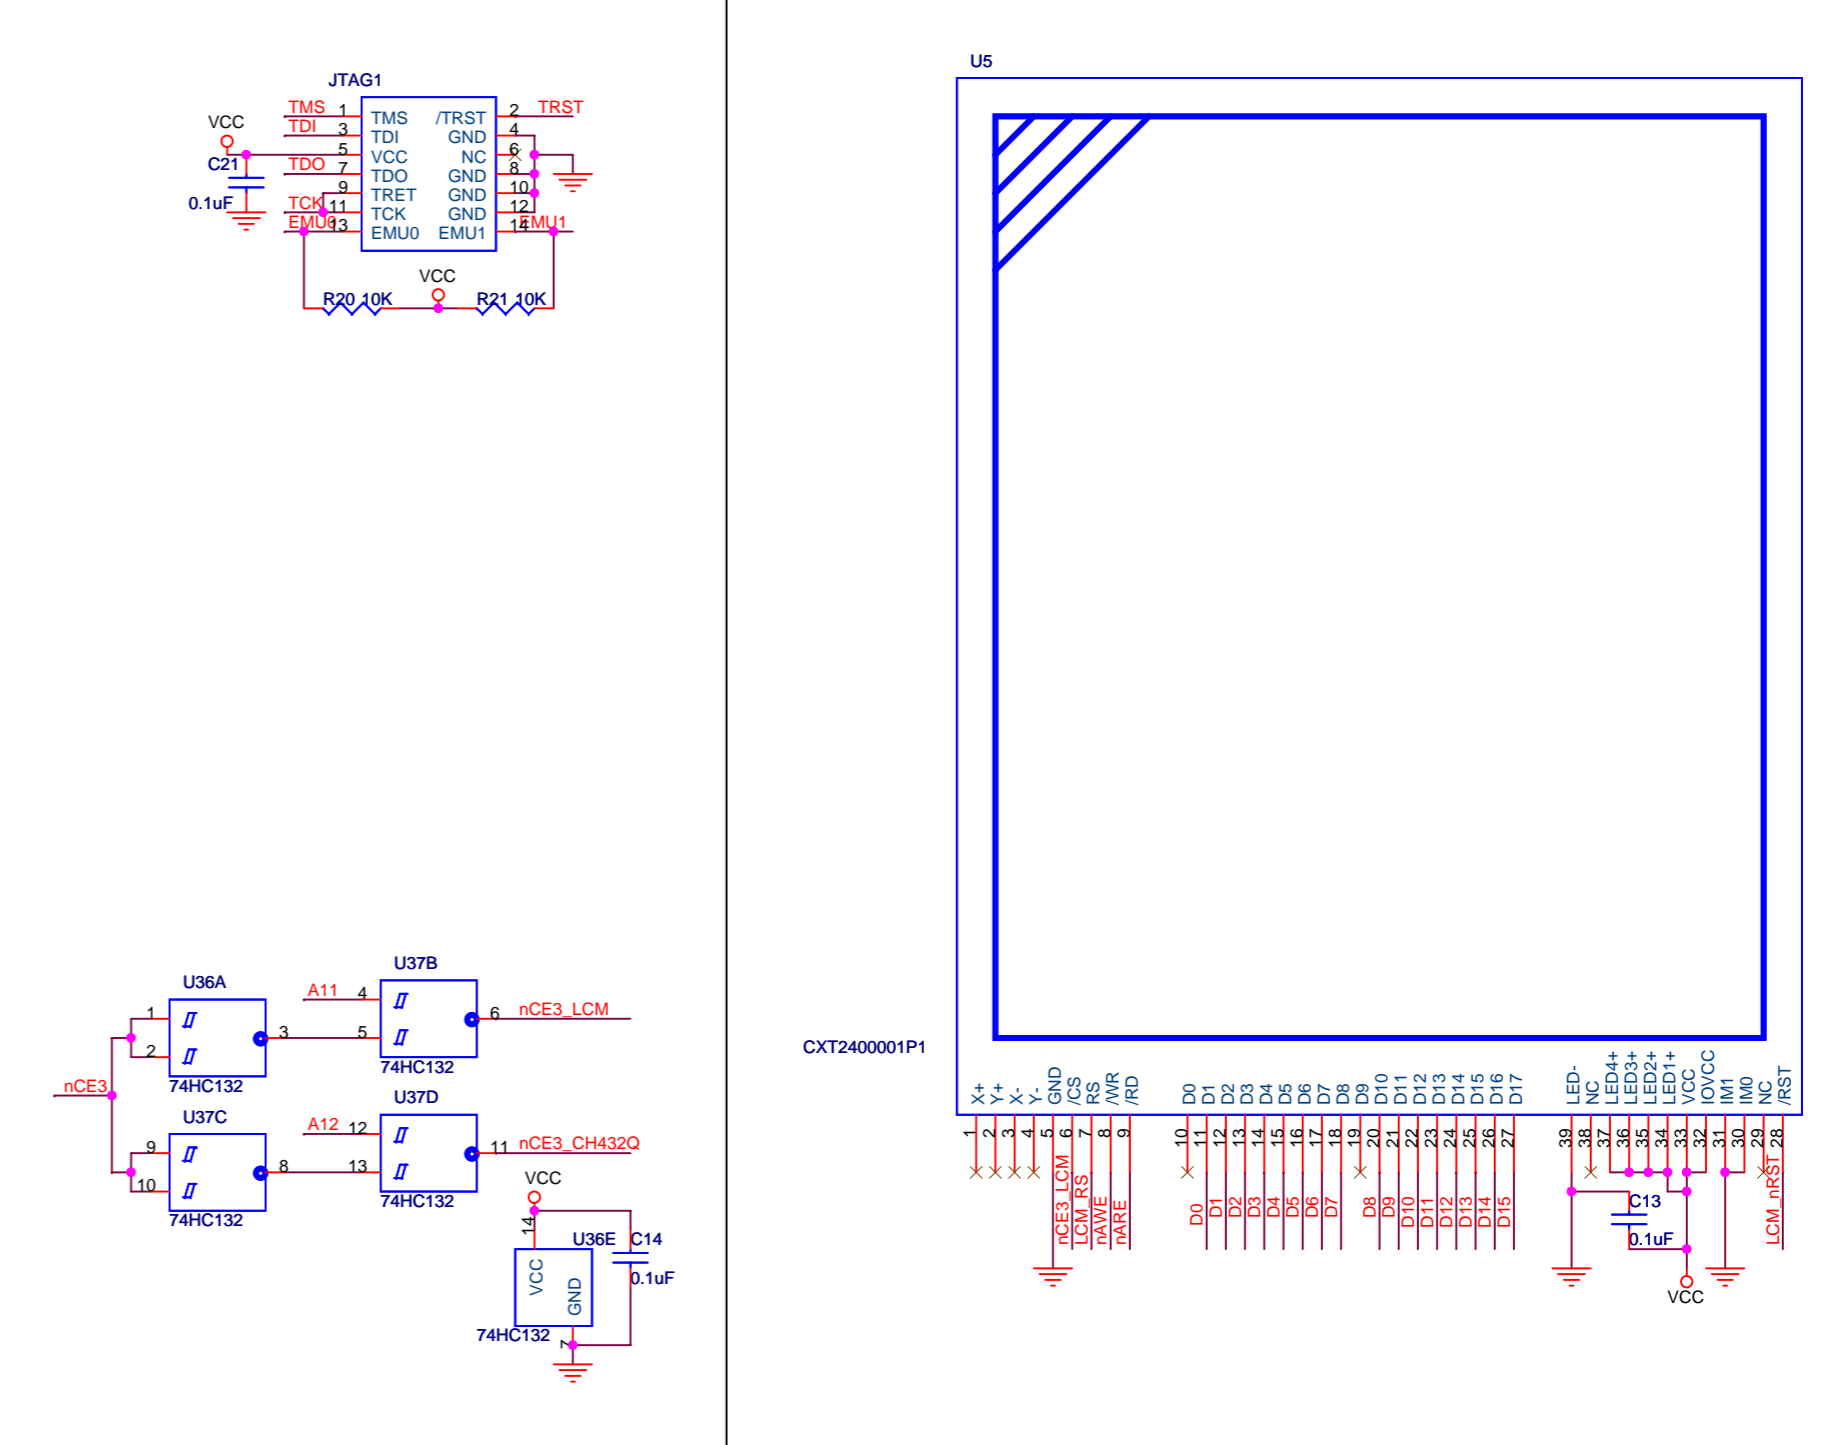 JTAG1
TMS 1 TMS /TRST 2 TRST
TDI 3 TDI GND 4
VCC
5 VCC NC 6
C21
TDO 7 TDO GND 8
9 TRET GND 10
0.1uF
TCK 11 TCK GND 12
EMU0 13 EMU0 EMU1 14 EMU1
VCC
R20 10K R21 10K
U36A
1
2
3
74HC132
U37B
A11 4
5
6 nCE3_LCM
74HC132
nCE3
U37C
9
10
8
74HC132
U37D
A12 12
13
11 nCE3_CH432Q
74HC132
VCC
14
U36E
VCC
GND
74HC132
7
C14
0.1uF
U5
CXT2400001P1
X+ Y+ X- Y- GND /CS RS /WR /RD
D0 D1 D2 D3 D4 D5 D6 D7 D8 D9 D10 D11 D12 D13 D14 D15 D16 D17
LED- NC LED4+ LED3+ LED2+ LED1+ VCC IOVCC IM1 IM0 NC /RST
1 2 3 4 5 6 7 8 9
10 11 12 13 14 15 16 17 18 19 20 21 22 23 24 25 26 27
39 38 37 36 35 34 33 32 31 30 29 28
nCE3_LCM LCM_RS nAWE nARE
D0 D1 D2 D3 D4 D5 D6 D7 D8 D9 D10 D11 D12 D13 D14 D15
LCM_nRST
C13
0.1uF
VCC